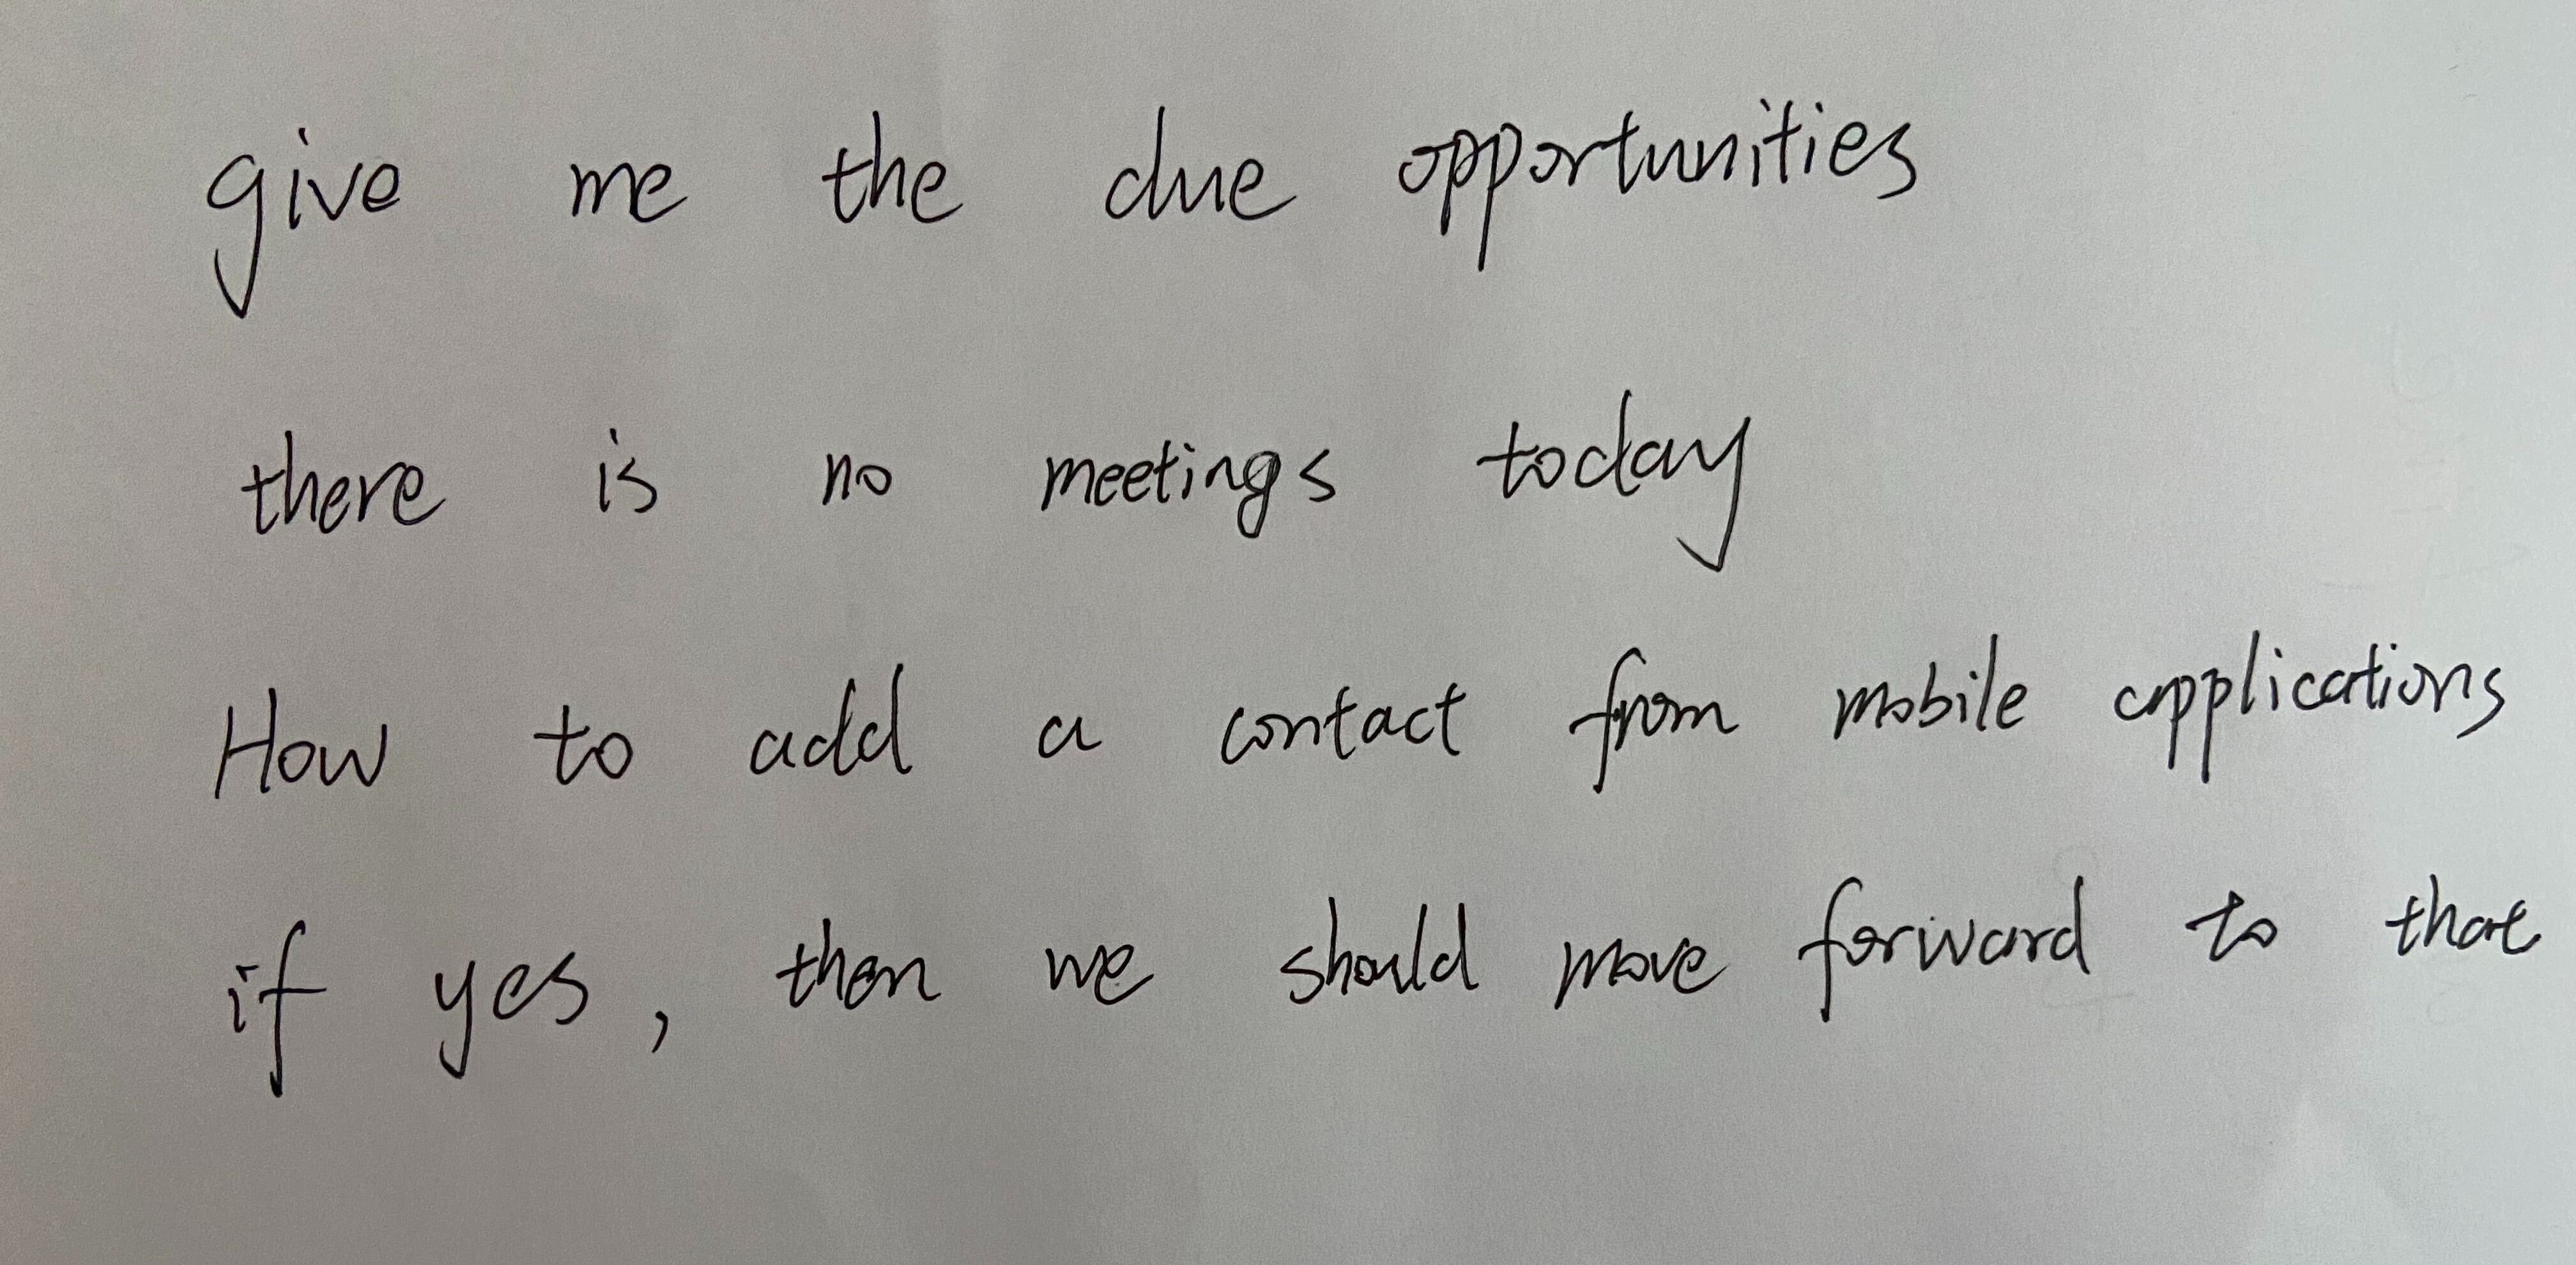 give me the due opportunities
there is no meetings today
How to add a contact from mobile applications
if yes, then we should move forward to that